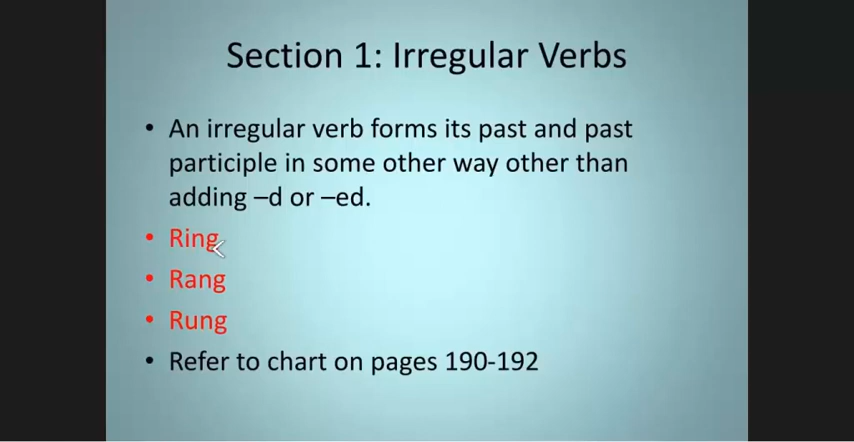 Section 1: Irregular Verbs
• An irregular verb forms its past and past
participle in some other way other than
adding –d or –ed.
• Ring
• Rang
• Rung
• Refer to chart on pages 190-192